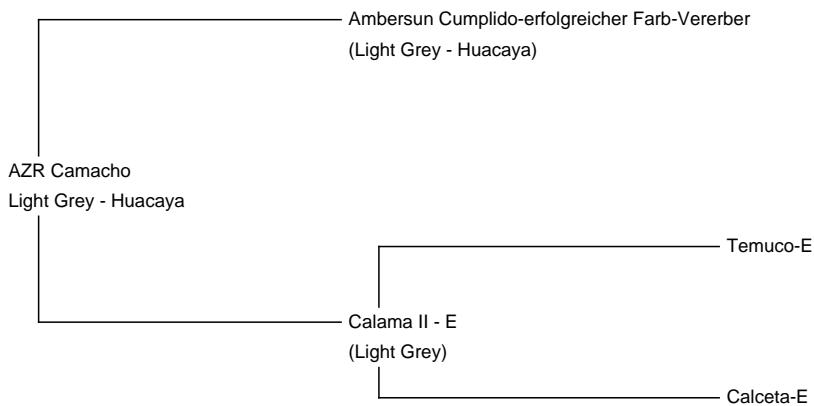 Ambersun Cumplido-erfolgreicher Farb-Vererber
(Light Grey - Huacaya)
AZR Camacho
Light Grey - Huacaya
Temuco-E
Calama II - E
(Light Grey)
Calceta-E